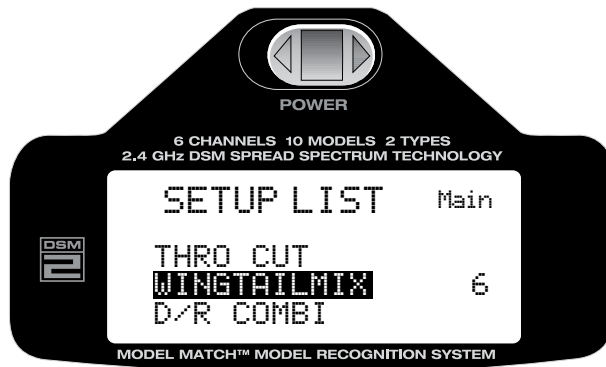 POWER
6 CHANNELS 10 MODELS 2 TYPES
2.4 GHz DSM SPREAD SPECTRUM TECHNOLOGY
SETUP LIST Main
DSM
2
THRO CUT
WINGTAILMIX 6
D/R COMBI
MODEL MATCH™ MODEL RECOGNITION SYSTEM